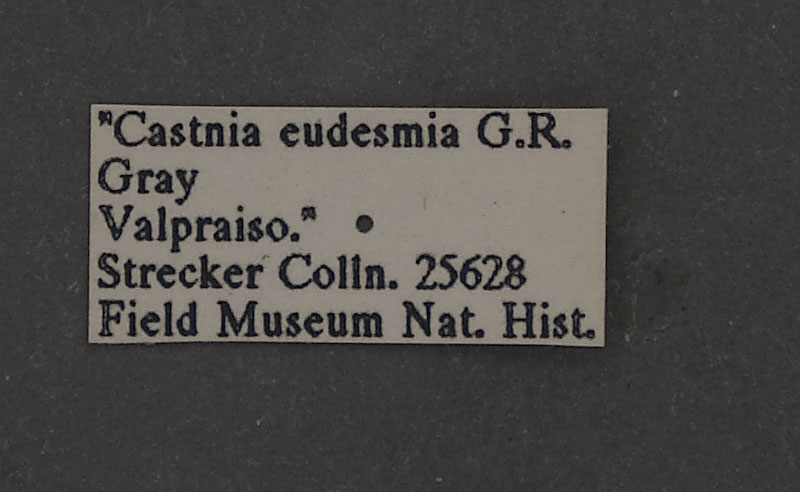 "Castnia eudesmia G.R.
Gray
Valpraiso."
Strecker Colln. 25628
Field Museum Nat. Hist.